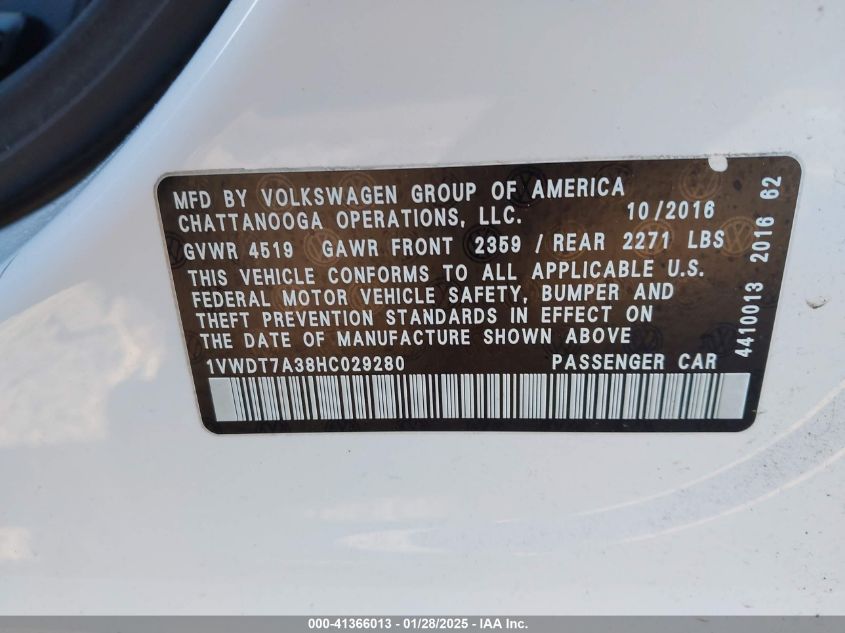 MFD BY VOLKSWAGEN GROUP OF AMERICA
CHATTANOOGA OPERATIONS, LLC. 10/2016
GVWR 4519 GAWR FRONT 2359 / REAR 2271 LBS
THIS VEHICLE CONFORMS TO ALL APPLICABLE U.S.
FEDERAL MOTOR VEHICLE SAFETY, BUMPER AND
THEFT PREVENTION STANDARDS IN EFFECT ON
THE DATE OF MANUFACTURE SHOWN ABOVE
1VWDT7A38HC029280 PASSENGER CAR
4410013 2016 62
000-41366013 - 01/28/2025 - IAA Inc.